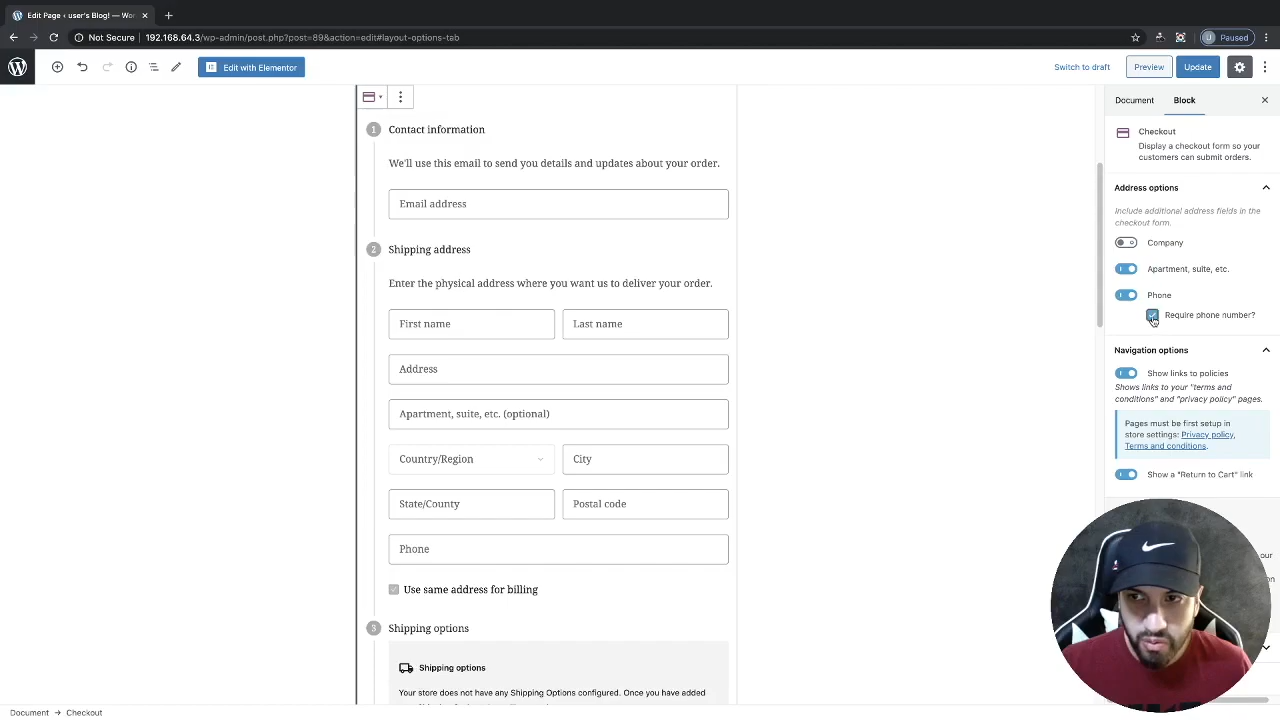 Edit Page ‹ user's Blog! — Wor
Not Secure
192.168.64.3/wp-admin/post.php?post=89&action=edit#layout-options-tab
Paused
Edit with Elementor
Switch to draft
Preview
Update
Document
Block
Checkout
Display a checkout form so your
customers can submit orders.
Address options
Include additional address fields in the
checkout form.
Company
Apartment, suite, etc.
Phone
Require phone number?
Navigation options
Show links to policies
Shows links to your "terms and
conditions" and "privacy policy" pages.
Pages must be first setup in
store settings: Privacy policy,
Terms and conditions.
Show a "Return to Cart" link
our
1
Contact information
We'll use this email to send you details and updates about your order.
Email address
2
Shipping address
Enter the physical address where you want us to deliver your order.
First name
Last name
Address
Apartment, suite, etc. (optional)
Country/Region
City
State/County
Postal code
Phone
Use same address for billing
3
Shipping options
Shipping options
Your store does not have any Shipping Options configured. Once you have added
Document → Checkout